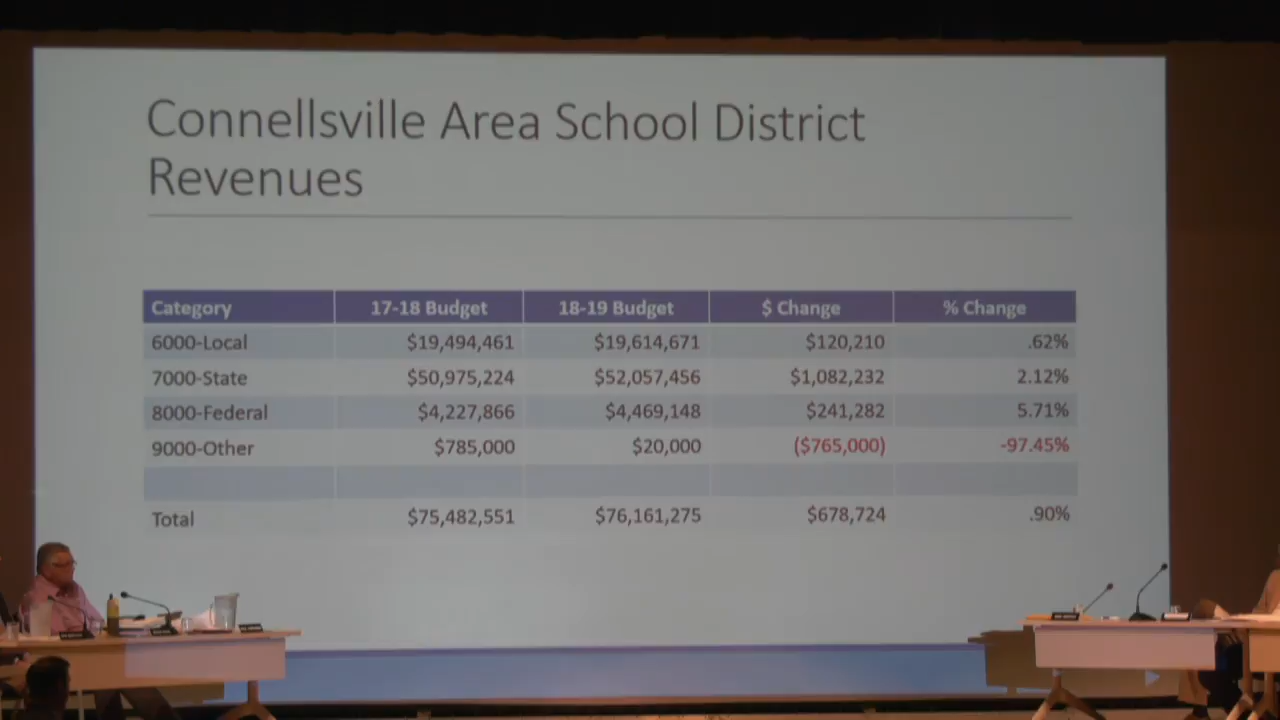 Connellsville Area School District
Revenues
Category 17-18 Budget 18-19 Budget $ Change % Change
6000-Local $19,494,461 $19,614,671 $120,210 .62%
7000-State $50,975,224 $52,057,456 $1,082,232 2.12%
8000-Federal $4,227,866 $4,469,148 $241,282 5.71%
9000-Other $785,000 $20,000 ($765,000) -97.45%
Total $75,482,551 $76,161,275 $678,724 .90%